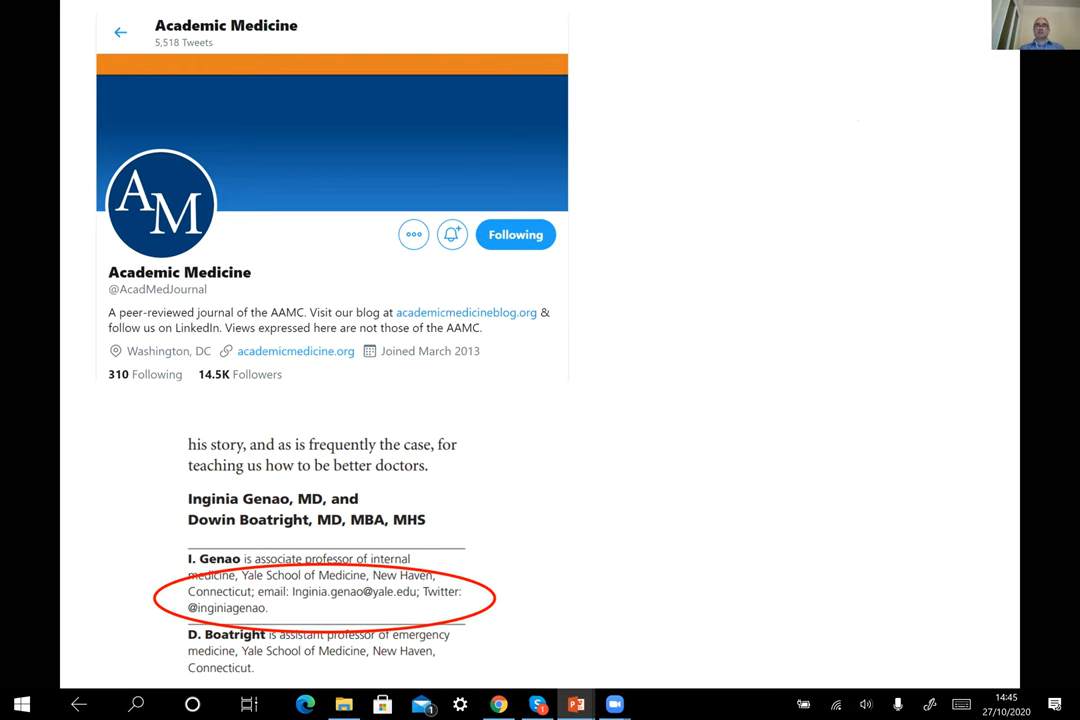 Academic Medicine
5,518 Tweets
AM
Following
Academic Medicine
@AcadMedJournal
A peer-reviewed journal of the AAMC. Visit our blog at academicmedicineblog.org &
follow us on LinkedIn. Views expressed here are not those of the AAMC.
Washington, DC academicmedicine.org Joined March 2013
310 Following 14.5K Followers
his story, and as is frequently the case, for
teaching us how to be better doctors.
Inginia Genao, MD, and
Dowin Boatright, MD, MBA, MHS
I. Genao is associate professor of internal
medicine, Yale School of Medicine, New Haven,
Connecticut; email: Inginia.genao@yale.edu; Twitter:
@inginiagenao.
D. Boatright is assistant professor of emergency
medicine, Yale School of Medicine, New Haven,
Connecticut.
14:45
27/10/2020